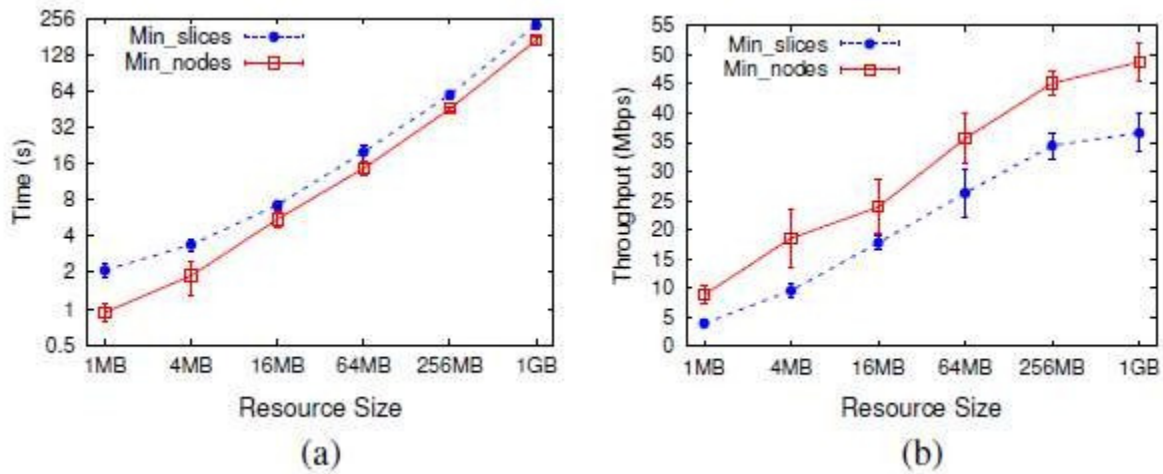 Time (s)
256
128
64
32
16
8
4
2
1
0.5
Min_slices
Min_nodes
1MB 4MB 16MB 64MB 256MB 1GB
Resource Size
(a)
Throughput (Mbps)
55
50
45
40
35
30
25
20
15
10
5
0
Min_slices
Min_nodes
1MB 4MB 16MB 64MB 256MB 1GB
Resource Size
(b)